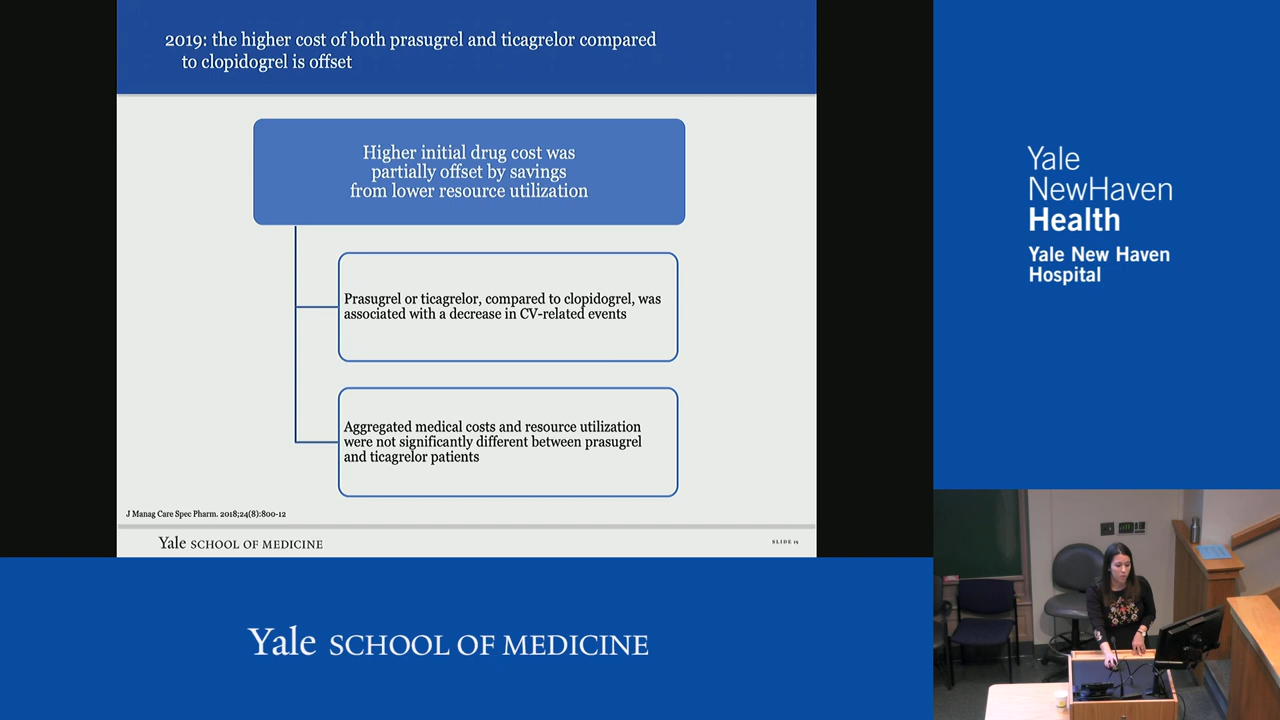 2019: the higher cost of both prasugrel and ticagrelor compared
to clopidogrel is offset
Higher initial drug cost was
partially offset by savings
from lower resource utilization
Prasugrel or ticagrelor, compared to clopidogrel, was
associated with a decrease in CV-related events
Aggregated medical costs and resource utilization
were not significantly different between prasugrel
and ticagrelor patients
J Manag Care Spec Pharm. 2018;24(8):800-12
Yale SCHOOL OF MEDICINE
SLIDE 15
Yale
NewHaven
Health
Yale New Haven
Hospital
Yale SCHOOL OF MEDICINE